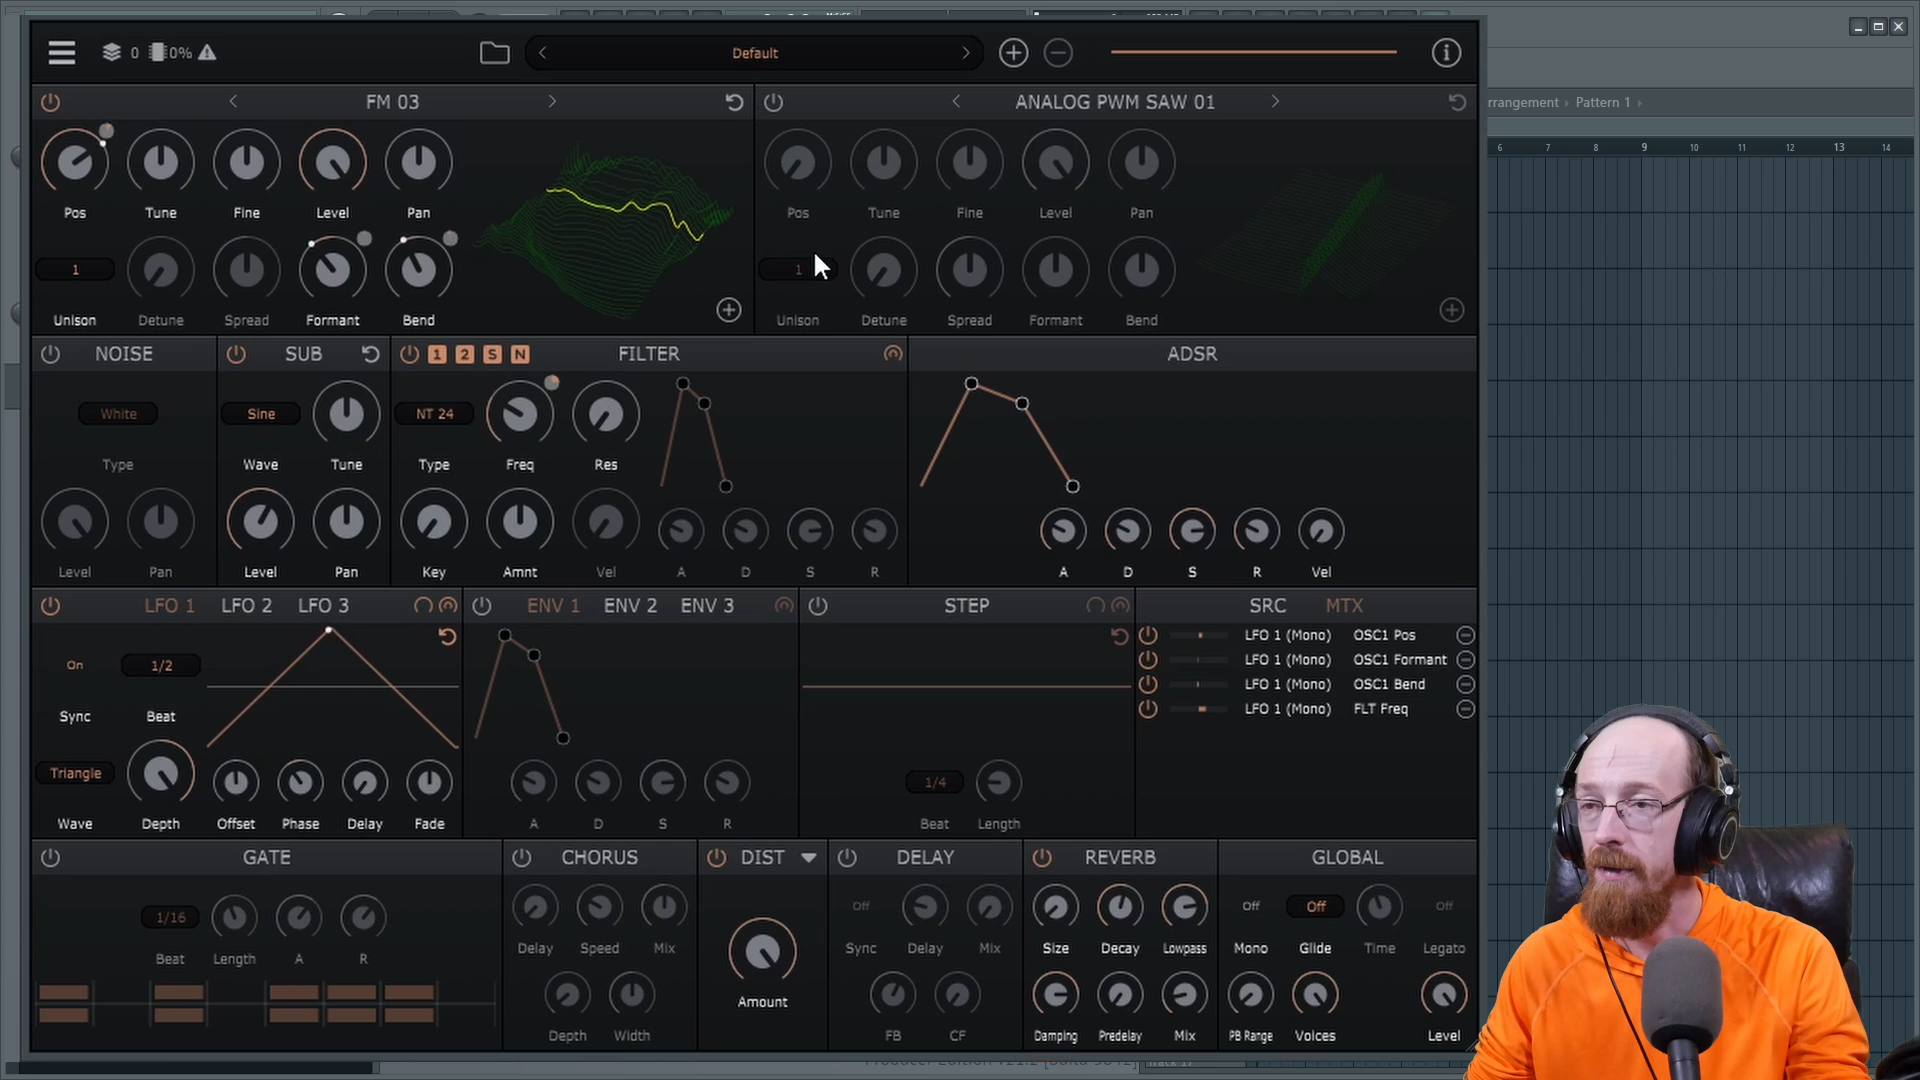 0 0% Default
FM 03 ANALOG PWM SAW 01
Pos Tune Fine Level Pan Pos Tune Fine Level Pan
1 1
Unison Detune Spread Formant Bend Unison Detune Spread Formant Bend
NOISE SUB 1 2 S N FILTER ADSR
White Sine NT 24
Type Wave Tune Type Freq Res
Level Pan Level Pan Key Amnt Vel A D S R A D S R Vel
LFO 1 LFO 2 LFO 3 ENV 1 ENV 2 ENV 3 STEP SRC MTX
LFO 1 (Mono) OSC1 Pos
LFO 1 (Mono) OSC1 Formant
LFO 1 (Mono) OSC1 Bend
LFO 1 (Mono) FLT Freq
On 1/2
Sync Beat
Triangle 1/4
Wave Depth Offset Phase Delay Fade A D S R Beat Length
GATE CHORUS DIST DELAY REVERB GLOBAL
1/16 Off Off Off Off
Beat Length A R Delay Speed Mix Amount Sync Delay Mix Size Decay Lowpass Mono Glide Time Legato
Depth Width FB CF Damping Predelay Mix PB Range Voices Level
rrangement Pattern 1
6 7 8 9 10 11 12 13 14